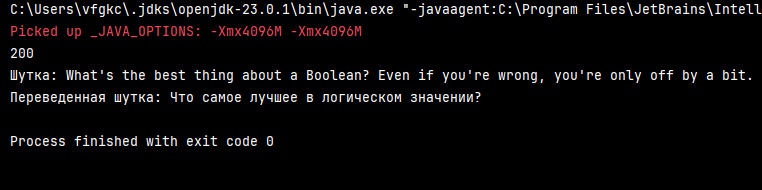 C:\Users\vfgkc\.jdks\openjdk-23.0.1\bin\java.exe "-javaagent:C:\Program Files\JetBrains\Intell
Picked up _JAVA_OPTIONS: -Xmx4096M -Xmx4096M
200
Шутка: What's the best thing about a Boolean? Even if you're wrong, you're only off by a bit.
Переведенная шутка: Что самое лучшее в логическом значении?
Process finished with exit code 0